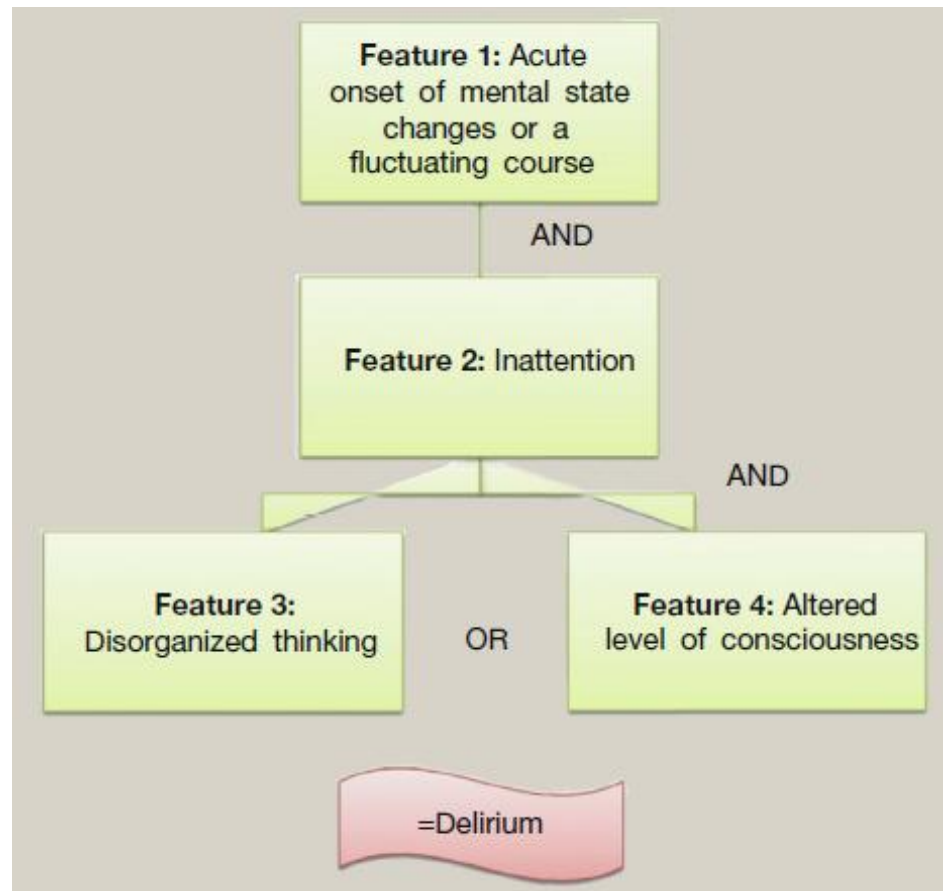 Feature 1: Acute
onset of mental state
changes or a
fluctuating course
AND
Feature 2: Inattention
AND
Feature 3:
Disorganized thinking
OR
Feature 4: Altered
level of consciousness
=Delirium